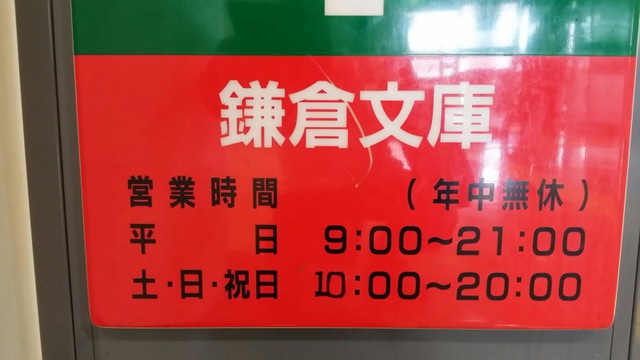 鎌倉文庫
営業時間 (年中無休)
平日 9:00~21:00
土・日・祝日 10:00~20:00